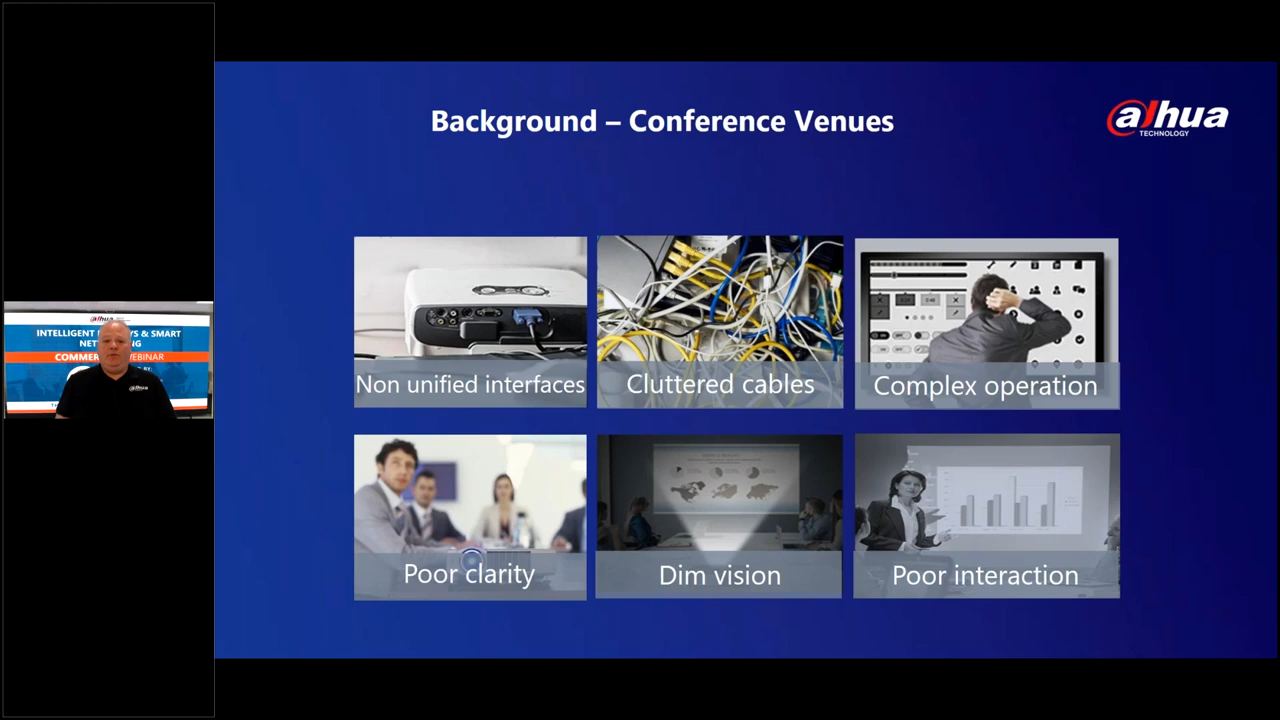 Background – Conference Venues
alhua
TECHNOLOGY
Non unified interfaces
Cluttered cables
Complex operation
Poor clarity
Dim vision
Poor interaction
alhua
INTELLIGENT & SMART
COMMER WEBINAR
alhua